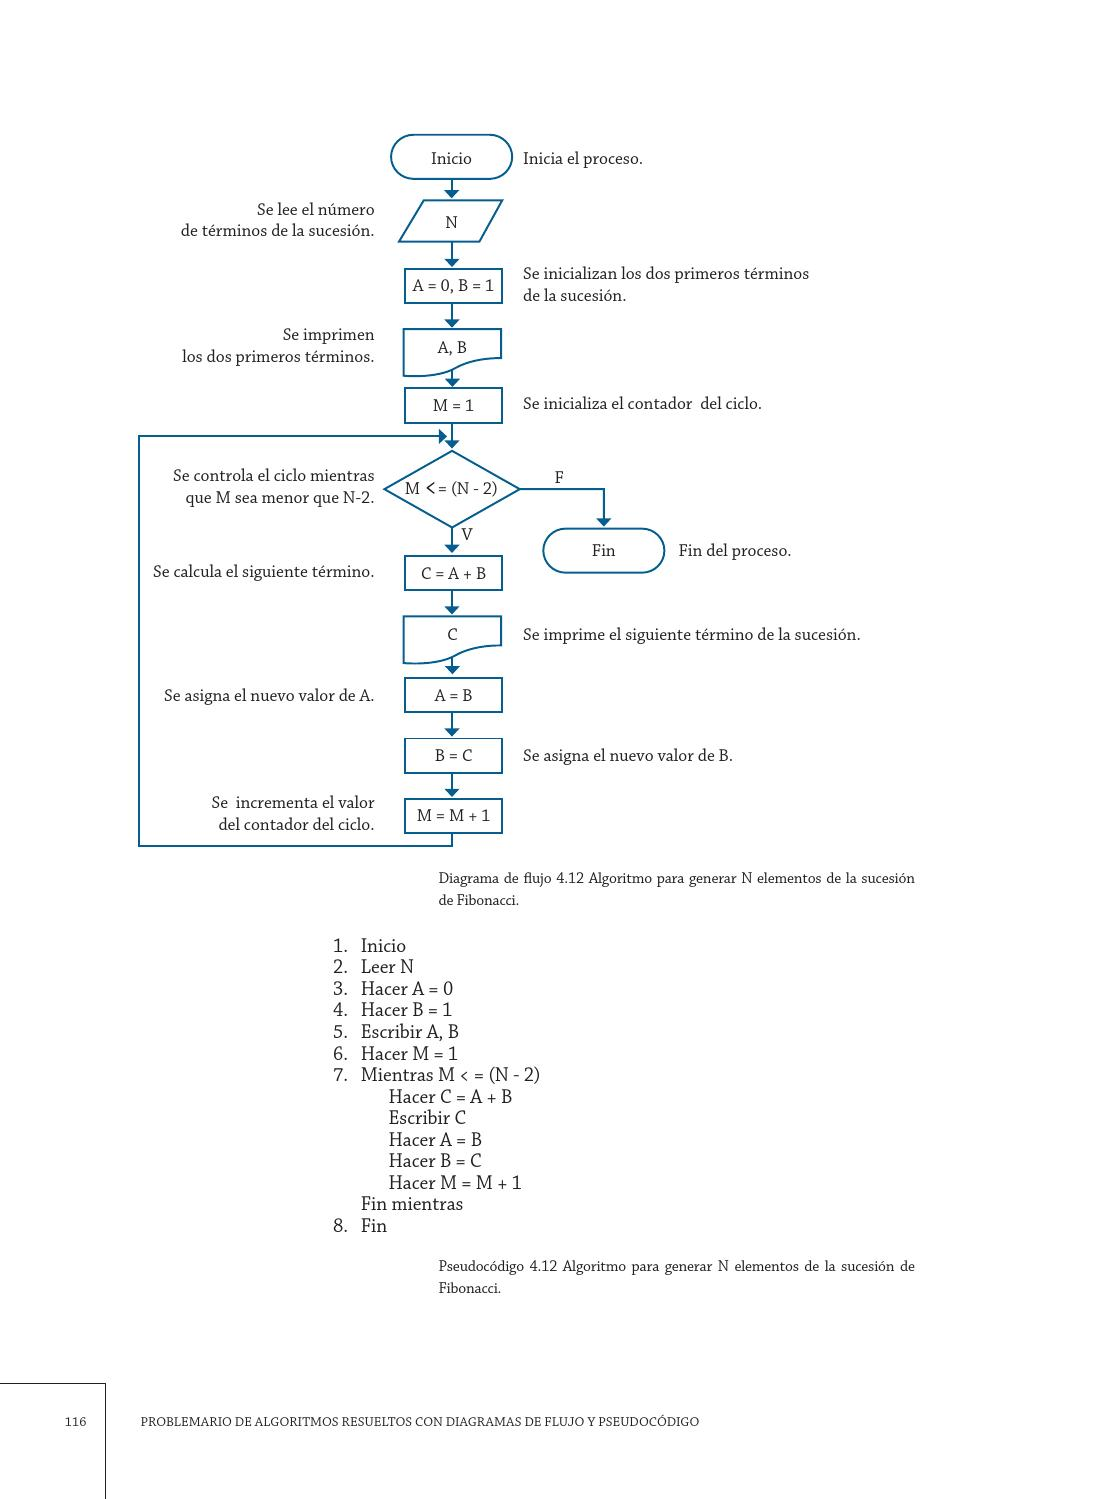 Inicio
Inicia el proceso.
Se lee el número
de términos de la sucesión.
N
A = 0, B = 1
Se inicializan los dos primeros términos
de la sucesión.
Se imprimen
los dos primeros términos.
A, B
M = 1
Se inicializa el contador  del ciclo.
Se controla el ciclo mientras
que M sea menor que N-2.
M <= (N - 2)
F
V
Fin
Fin del proceso.
Se calcula el siguiente término.
C = A + B
C
Se imprime el siguiente término de la sucesión.
Se asigna el nuevo valor de A.
A = B
B = C
Se asigna el nuevo valor de B.
Se  incrementa el valor
del contador del ciclo.
M = M + 1
Diagrama de flujo 4.12 Algoritmo para generar N elementos de la sucesión
de Fibonacci.
1. Inicio
2. Leer N
3. Hacer A = 0
4. Hacer B = 1
5. Escribir A, B
6. Hacer M = 1
7. Mientras M < = (N - 2)
Hacer C = A + B
Escribir C
Hacer A = B
Hacer B = C
Hacer M = M + 1
Fin mientras
8. Fin
Pseudocódigo 4.12 Algoritmo para generar N elementos de la sucesión de
Fibonacci.
116 PROBLEMARIO DE ALGORITMOS RESUELTOS CON DIAGRAMAS DE FLUJO Y PSEUDOCÓDIGO